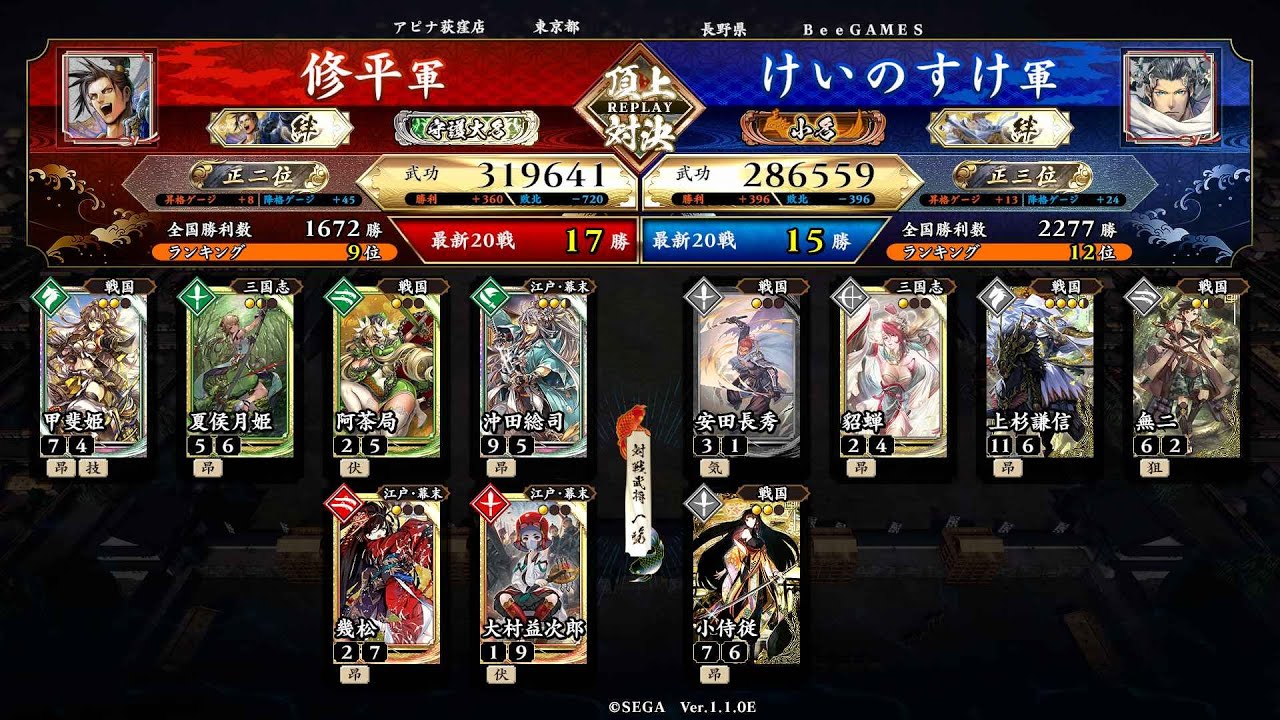 アピナ荻窪店　東京都
長野県　BeeGAMES
修平軍
頂上
REPLAY
対決
けいのすけ軍
絆
守護大名
小名
絆
正二位
昇格ゲージ +8 降格ゲージ +45
武功 319641
勝利 +360 敗北 -720
武功 286559
勝利 +396 敗北 -396
正三位
昇格ゲージ +13 降格ゲージ +24
全国勝利数 1672勝
ランキング 9位
最新20戦 17勝
最新20戦 15勝
全国勝利数 2277勝
ランキング 12位
戦国
甲斐姫
7 4
昂 技
三国志
夏侯月姫
5 6
昂
戦国
阿茶局
2 5
伏
江戸・幕末
沖田総司
9 5
昂
戦国
安田長秀
3 1
気
三国志
貂蝉
2 4
昂
戦国
上杉謙信
11 6
昂
戦国
無二
6 2
狙
対戦武将
江戸・幕末
幾松
2 7
昂
江戸・幕末
大村益次郎
1 9
伏
戦国
小侍従
7 6
昂
©SEGA Ver.1.1.0E